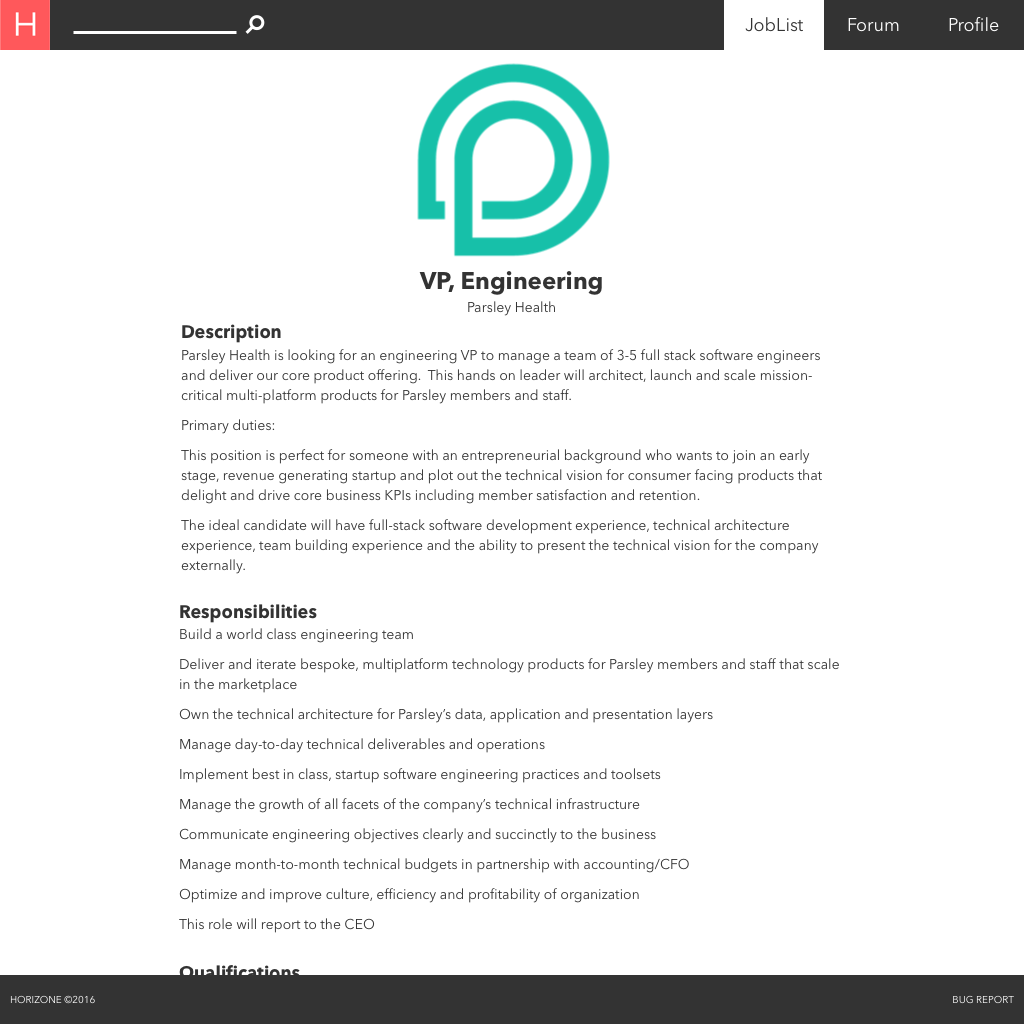 H
JobList
Forum
Profile
VP, Engineering
Parsley Health
Description
Parsley Health is looking for an engineering VP to manage a team of 3-5 full stack software engineers
and deliver our core product offering.  This hands on leader will architect, launch and scale mission-
critical multi-platform products for Parsley members and staff.
Primary duties:
This position is perfect for someone with an entrepreneurial background who wants to join an early
stage, revenue generating startup and plot out the technical vision for consumer facing products that
delight and drive core business KPIs including member satisfaction and retention.
The ideal candidate will have full-stack software development experience, technical architecture
experience, team building experience and the ability to present the technical vision for the company
externally.
Responsibilities
Build a world class engineering team
Deliver and iterate bespoke, multiplatform technology products for Parsley members and staff that scale
in the marketplace
Own the technical architecture for Parsley’s data, application and presentation layers
Manage day-to-day technical deliverables and operations
Implement best in class, startup software engineering practices and toolsets
Manage the growth of all facets of the company’s technical infrastructure
Communicate engineering objectives clearly and succinctly to the business
Manage month-to-month technical budgets in partnership with accounting/CFO
Optimize and improve culture, efficiency and profitability of organization
This role will report to the CEO
Qualifications
HORIZONE ©2016
BUG REPORT